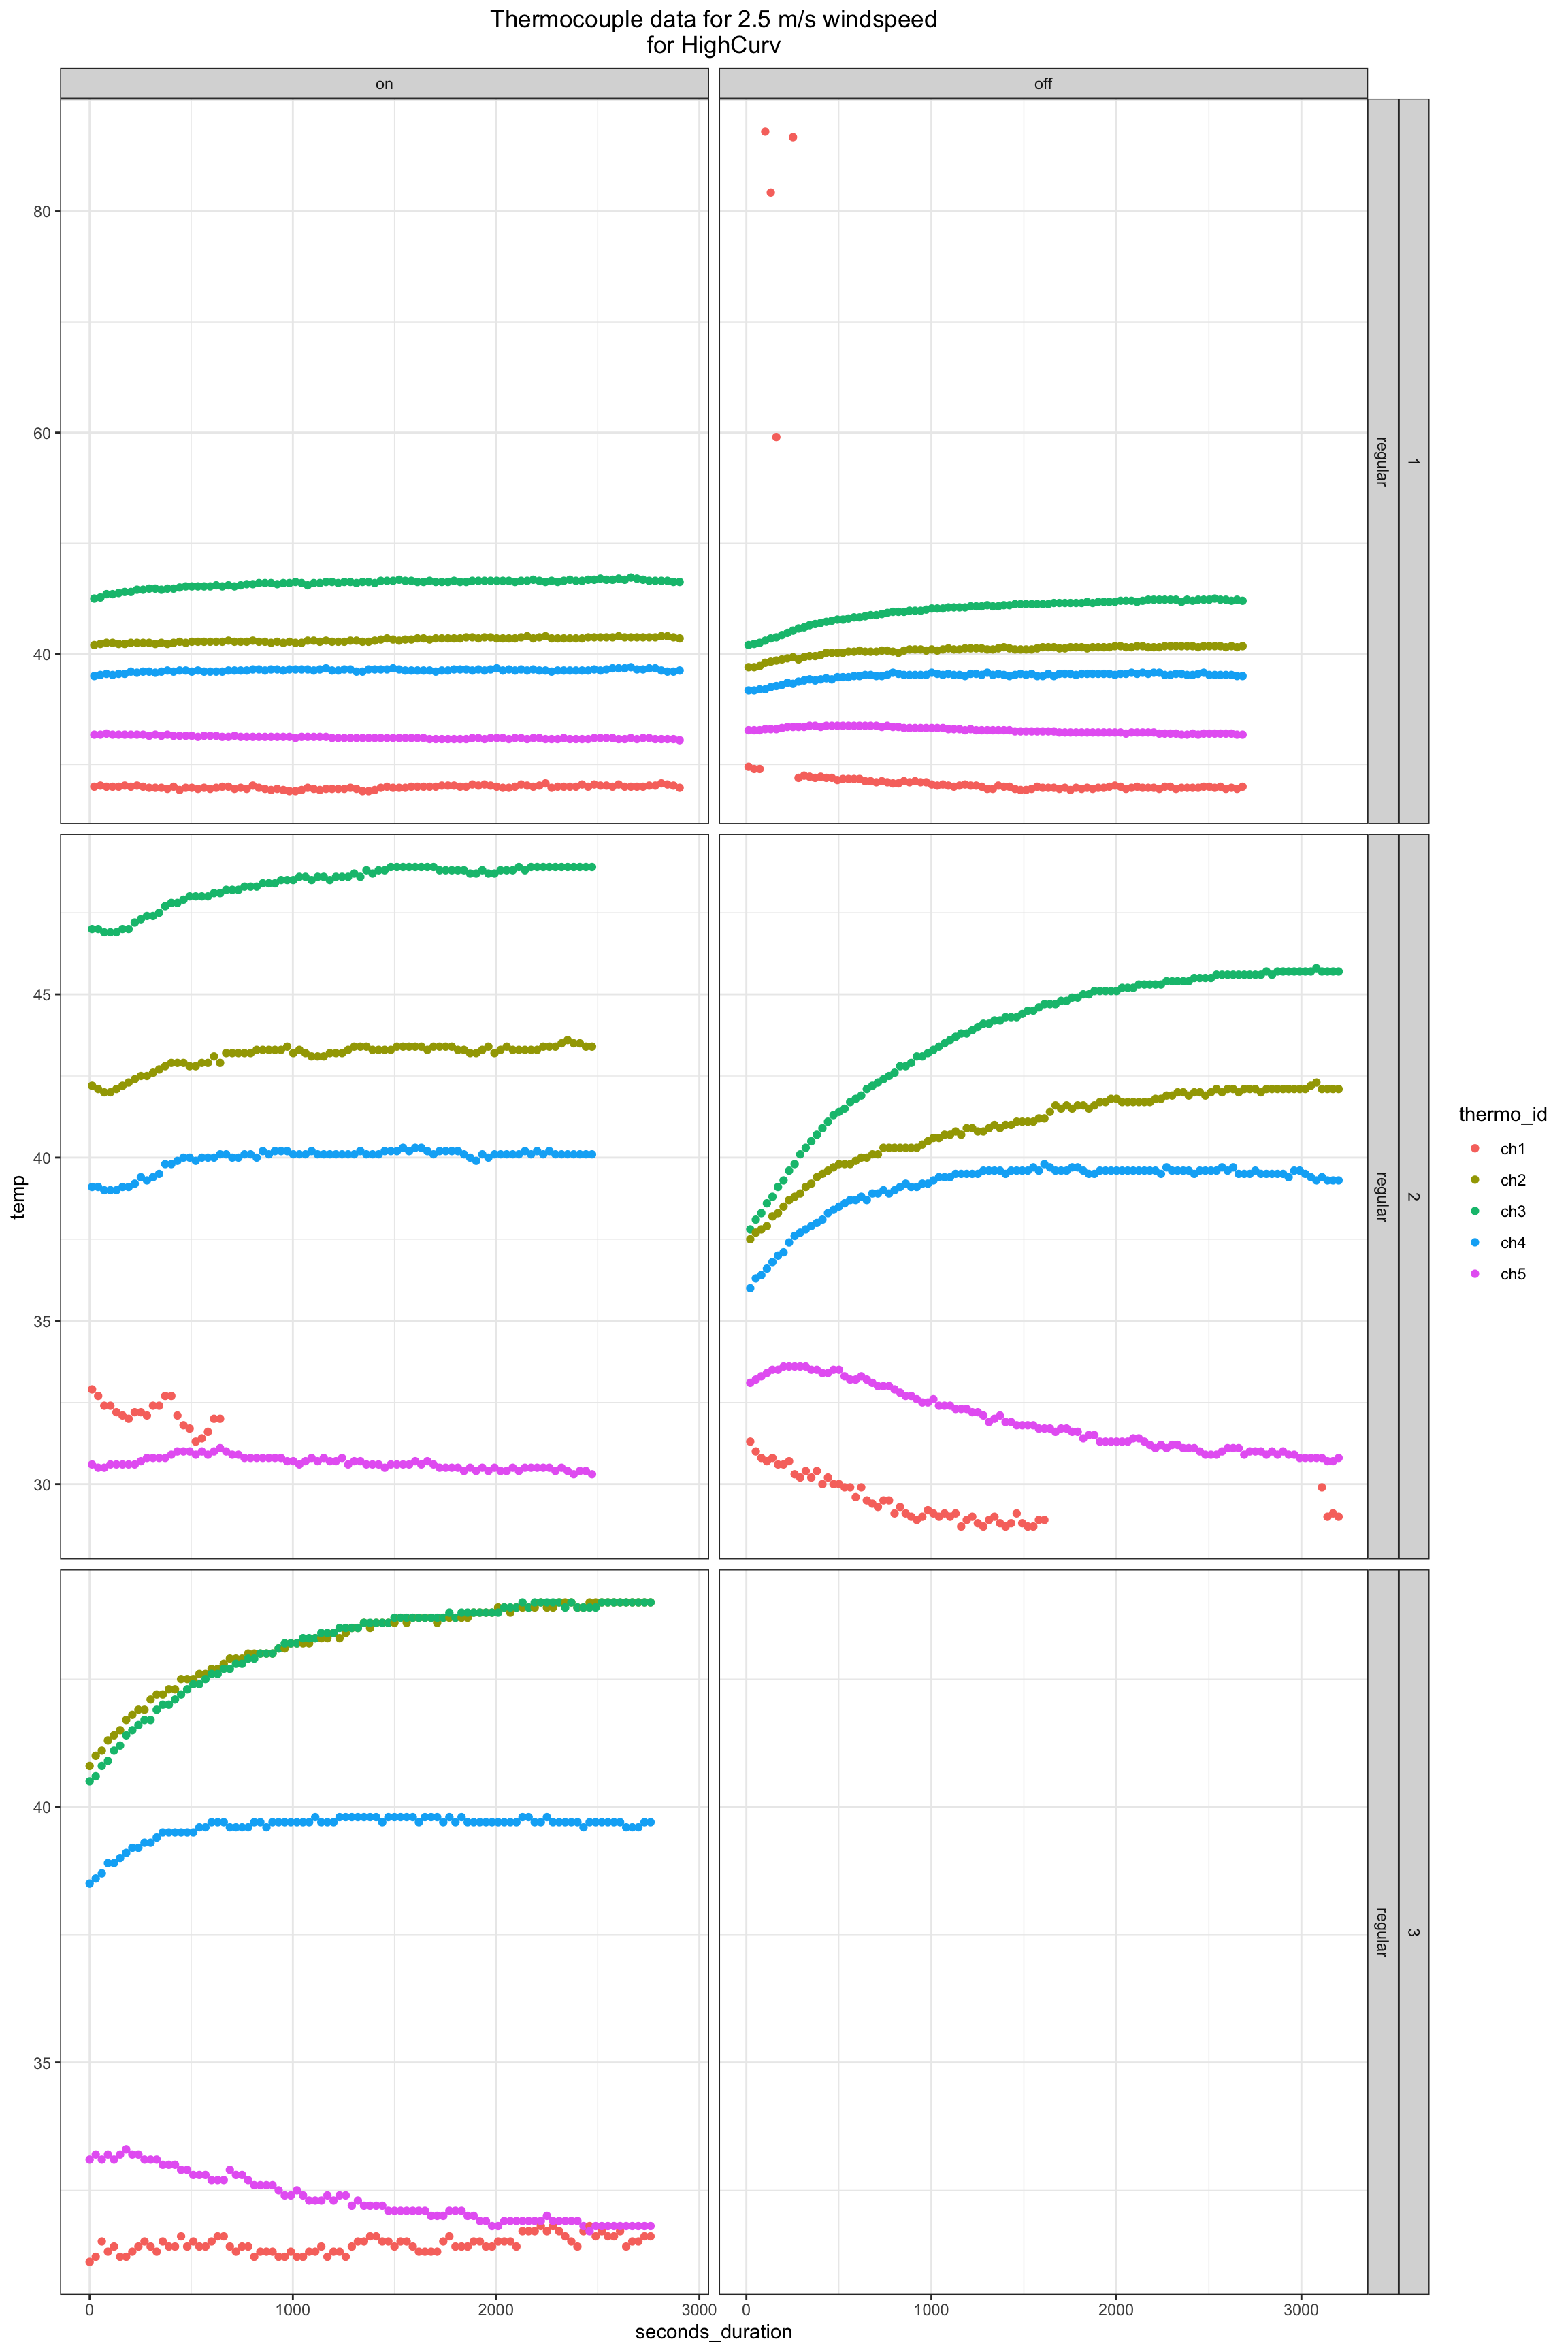 Thermocouple data for 2.5 m/s windspeed
for HighCurv
on
off
80
60
40
regular
1
45
40
35
30
regular
2
40
35
regular
3
temp
0
1000
2000
3000
0
1000
2000
3000
seconds_duration
thermo_id
ch1
ch2
ch3
ch4
ch5